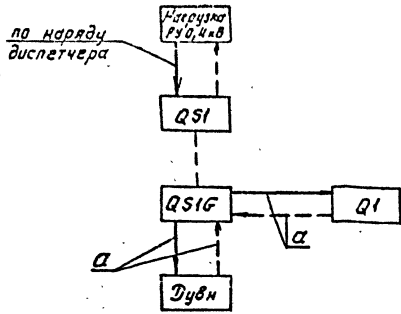 Нагрузка
РУ 0,4 кВ
по наряду
диспетчера
QS1
QS1G
Q1
a
a
Дувн